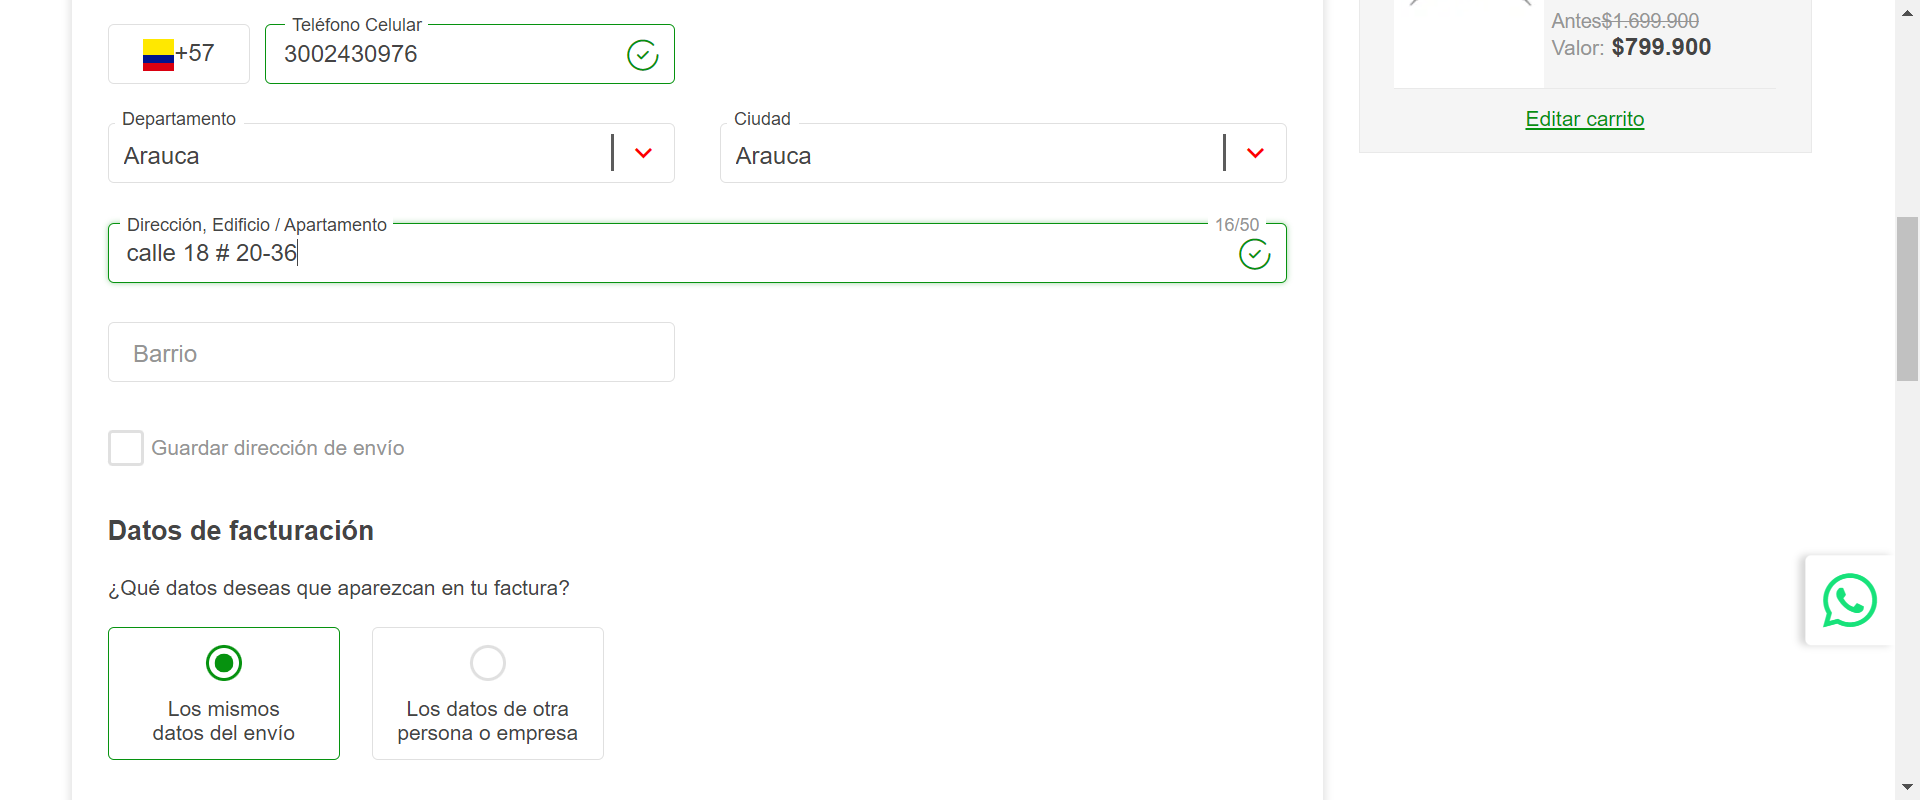 Teléfono Celular
+57
3002430976
Antes$1.699.900
Valor: $799.900
Editar carrito
Departamento
Arauca
Ciudad
Arauca
Dirección, Edificio / Apartamento
16/50
calle 18 # 20-36
Barrio
Guardar dirección de envío
Datos de facturación
¿Qué datos deseas que aparezcan en tu factura?
Los mismos
datos del envío
Los datos de otra
persona o empresa